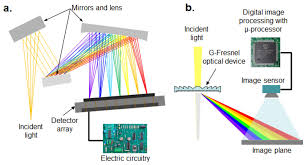 a.
Mirrors and lens
Incident
light
Detector
array
Electric circuitry
b.
Incident
light
Digital image
processing with
μ-processor
G-Fresnel
optical device
Image sensor
Image plane